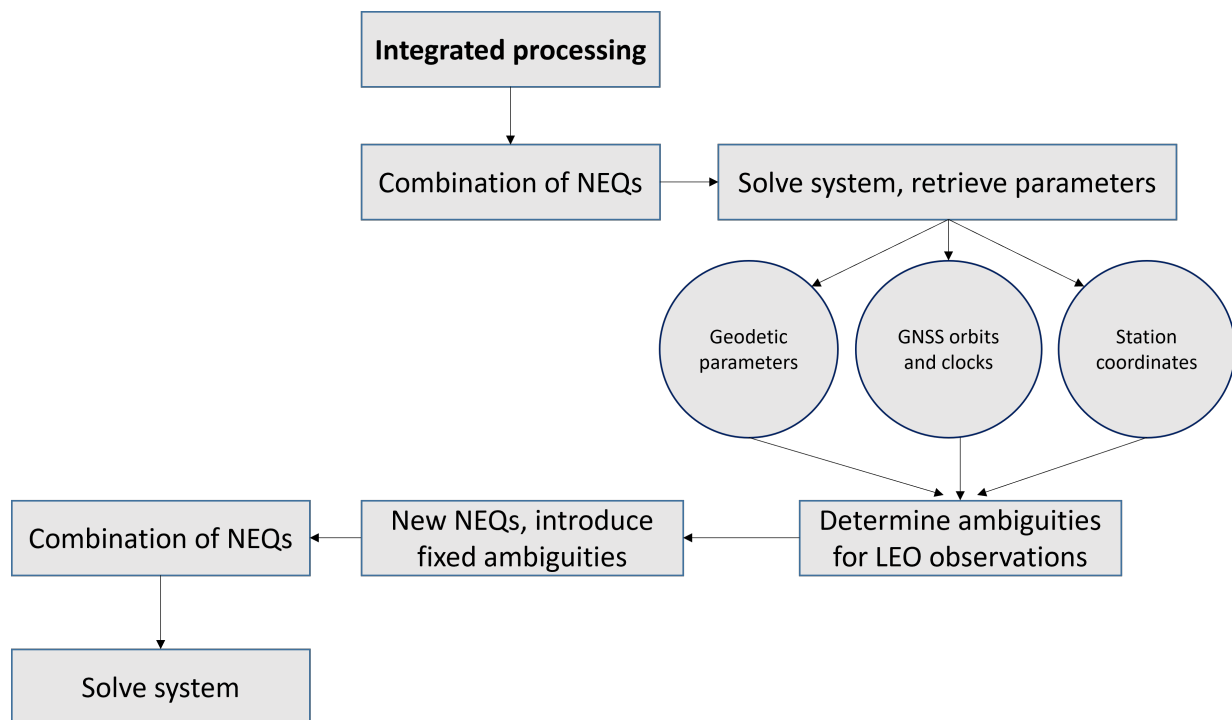 Integrated processing
Combination of NEQs
Solve system, retrieve parameters
Geodetic
parameters
GNSS orbits
and clocks
Station
coordinates
Determine ambiguities
for LEO observations
New NEQs, introduce
fixed ambiguities
Combination of NEQs
Solve system